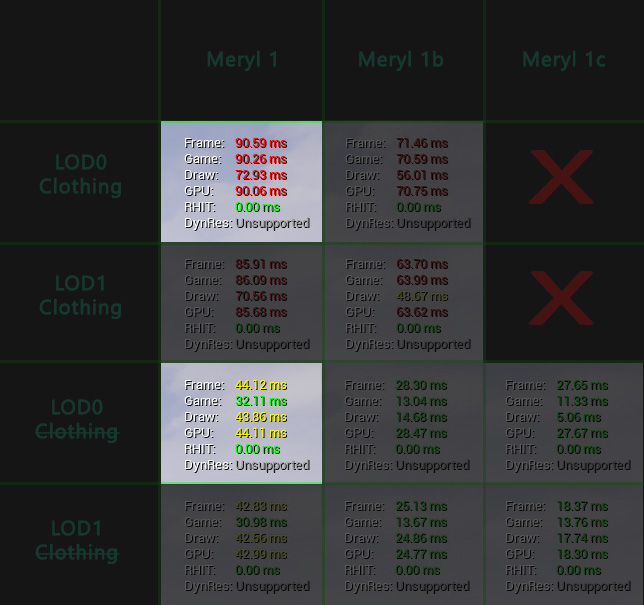 Meryl 1
Meryl 1b
Meryl 1c
LOD0
Clothing
Frame: 90.59 ms
Game: 90.26 ms
Draw: 72.93 ms
GPU: 90.06 ms
RHIT: 0.00 ms
DynRes: Unsupported
Frame: 71.46 ms
Game: 70.59 ms
Draw: 56.01 ms
GPU: 70.75 ms
RHIT: 0.00 ms
DynRes: Unsupported
LOD1
Clothing
Frame: 85.91 ms
Game: 86.09 ms
Draw: 70.56 ms
GPU: 85.68 ms
RHIT: 0.00 ms
DynRes: Unsupported
Frame: 63.70 ms
Game: 63.99 ms
Draw: 48.67 ms
GPU: 63.62 ms
RHIT: 0.00 ms
DynRes: Unsupported
LOD0
Clothing
Frame: 44.12 ms
Game: 32.11 ms
Draw: 43.86 ms
GPU: 44.11 ms
RHIT: 0.00 ms
DynRes: Unsupported
Frame: 28.30 ms
Game: 13.04 ms
Draw: 14.68 ms
GPU: 28.47 ms
RHIT: 0.00 ms
DynRes: Unsupported
Frame: 27.65 ms
Game: 11.33 ms
Draw: 5.06 ms
GPU: 27.67 ms
RHIT: 0.00 ms
DynRes: Unsupported
LOD1
Clothing
Frame: 42.83 ms
Game: 30.98 ms
Draw: 42.56 ms
GPU: 42.99 ms
RHIT: 0.00 ms
DynRes: Unsupported
Frame: 25.13 ms
Game: 13.67 ms
Draw: 24.86 ms
GPU: 24.77 ms
RHIT: 0.00 ms
DynRes: Unsupported
Frame: 18.37 ms
Game: 13.76 ms
Draw: 17.74 ms
GPU: 18.30 ms
RHIT: 0.00 ms
DynRes: Unsupported